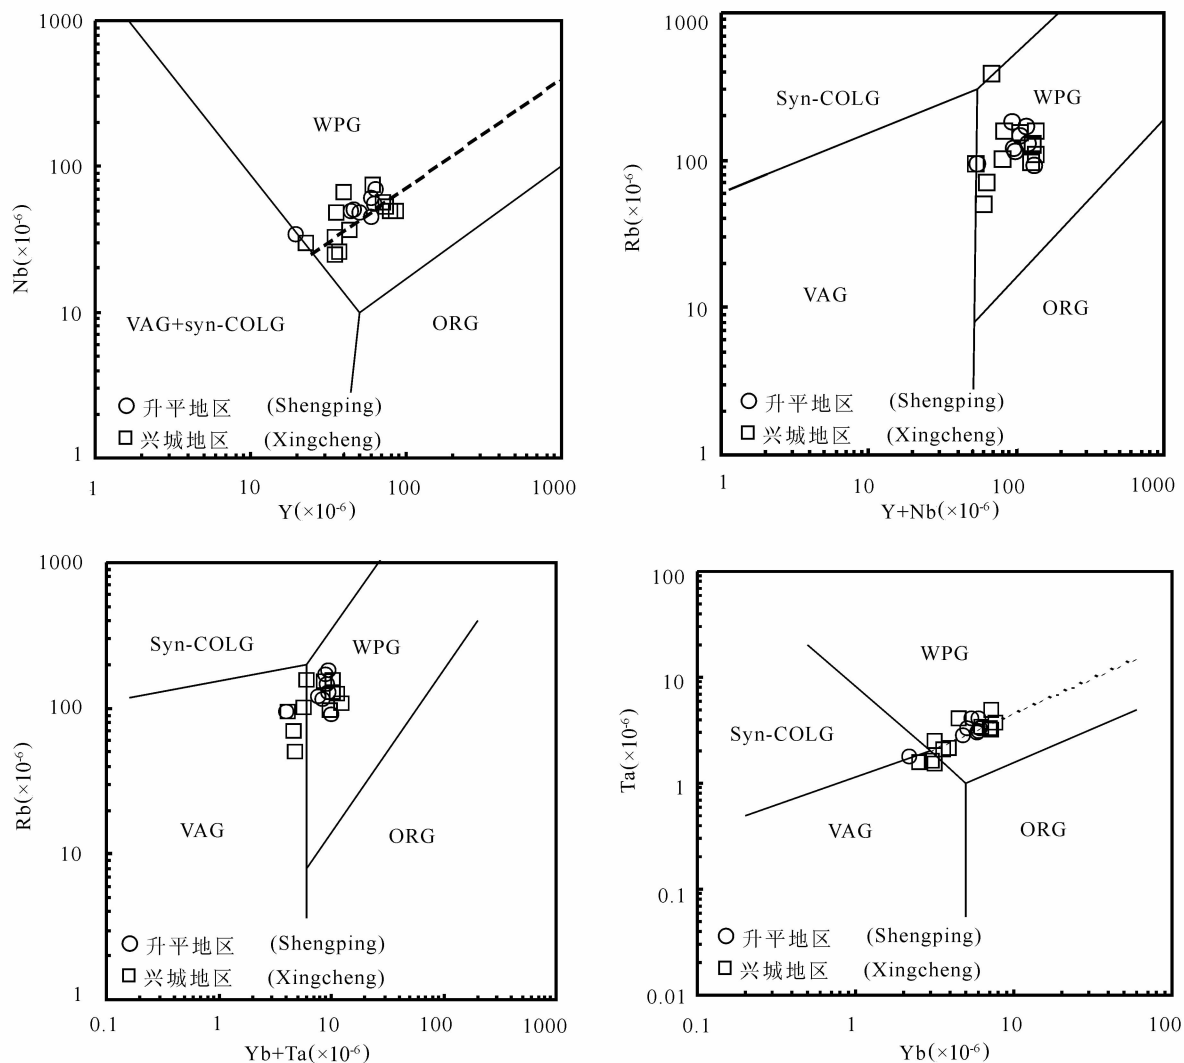 1000
100
10
1
Nb(×10-6)
WPG
VAG+syn-COLG
ORG
升平地区 (Shengping)
兴城地区 (Xingcheng)
1 10 100 1000
Y(×10-6)
1000
100
10
1
Rb(×10-6)
Syn-COLG
WPG
VAG
ORG
升平地区 (Shengping)
兴城地区 (Xingcheng)
1 10 100 1000
Y+Nb(×10-6)
1000
100
10
1
Rb(×10-6)
Syn-COLG
WPG
VAG
ORG
升平地区 (Shengping)
兴城地区 (Xingcheng)
0.1 1 10 100 1000
Yb+Ta(×10-6)
100
10
1
0.1
0.01
Ta(×10-6)
WPG
Syn-COLG
VAG
ORG
升平地区 (Shengping)
兴城地区 (Xingcheng)
0.1 1 10 100
Yb(×10-6)